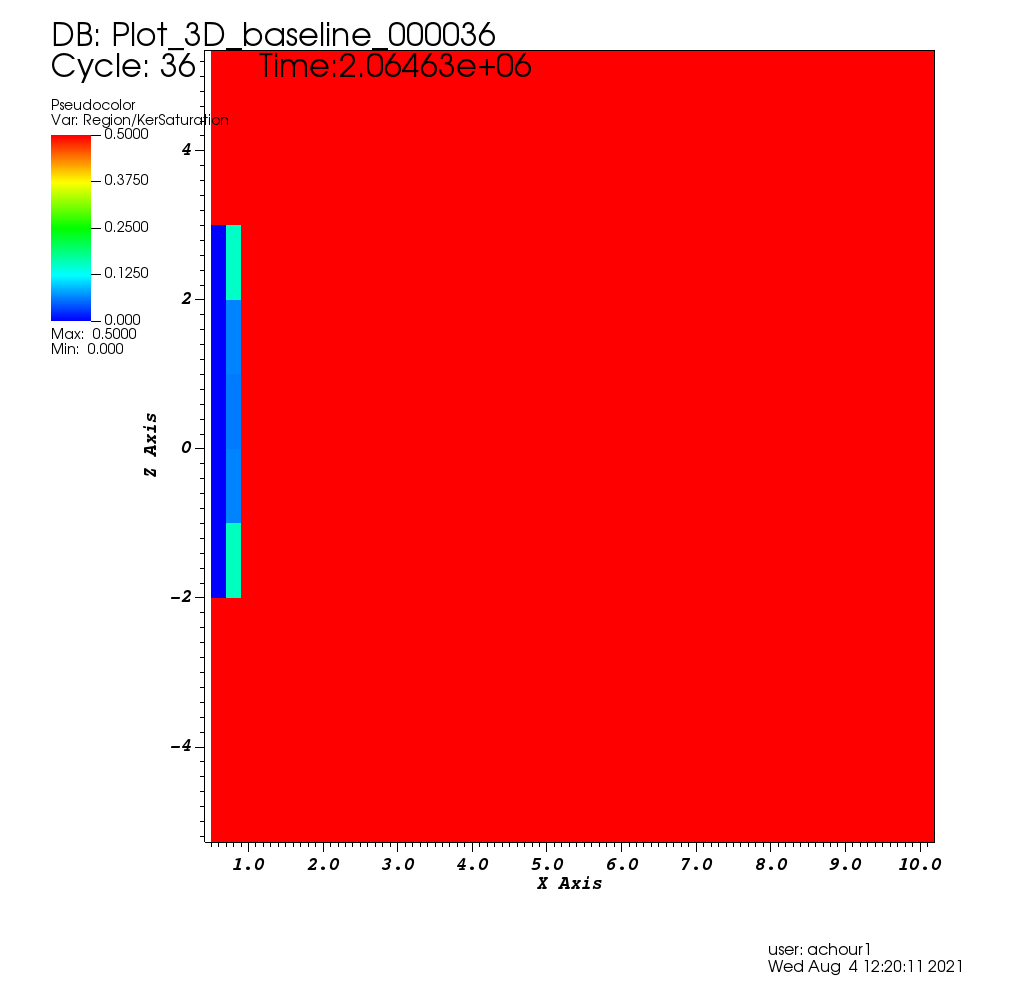 DB: Plot_3D_baseline_000036
Cycle: 36 Time:2.06463e+06
Pseudocolor
Var: Region/KerSaturation
0.5000
0.3750
0.2500
0.1250
0.000
Max: 0.5000
Min: 0.000
4
2
0
-2
-4
Z Axis
1.0 2.0 3.0 4.0 5.0 6.0 7.0 8.0 9.0 10.0
X Axis
user: achour1
Wed Aug 4 12:20:11 2021